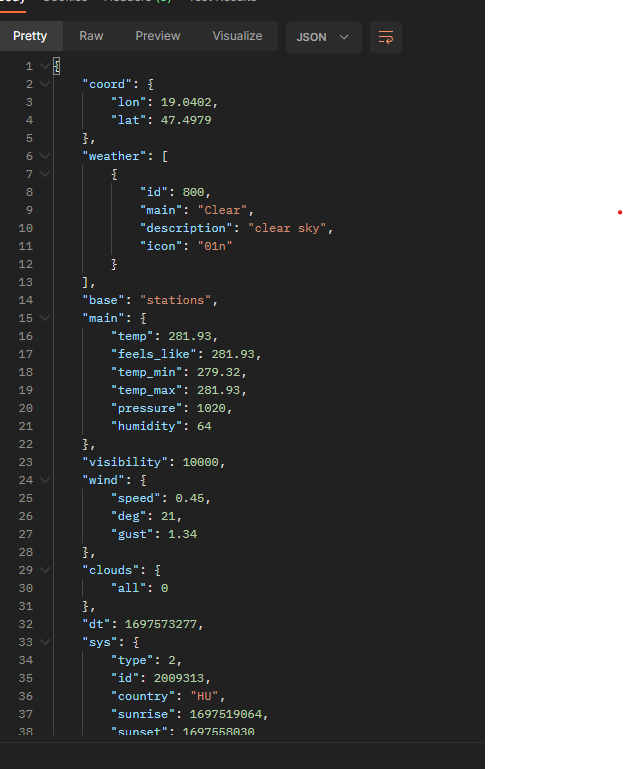 Pretty Raw Preview Visualize JSON
1 {
2 "coord": {
3 "lon": 19.0402,
4 "lat": 47.4979
5 },
6 "weather": [
7 {
8 "id": 800,
9 "main": "Clear",
10 "description": "clear sky",
11 "icon": "01n"
12 }
13 ],
14 "base": "stations",
15 "main": {
16 "temp": 281.93,
17 "feels_like": 281.93,
18 "temp_min": 279.32,
19 "temp_max": 281.93,
20 "pressure": 1020,
21 "humidity": 64
22 },
23 "visibility": 10000,
24 "wind": {
25 "speed": 0.45,
26 "deg": 21,
27 "gust": 1.34
28 },
29 "clouds": {
30 "all": 0
31 },
32 "dt": 1697573277,
33 "sys": {
34 "type": 2,
35 "id": 2009313,
36 "country": "HU",
37 "sunrise": 1697519064,
38 "sunset": 1697558030